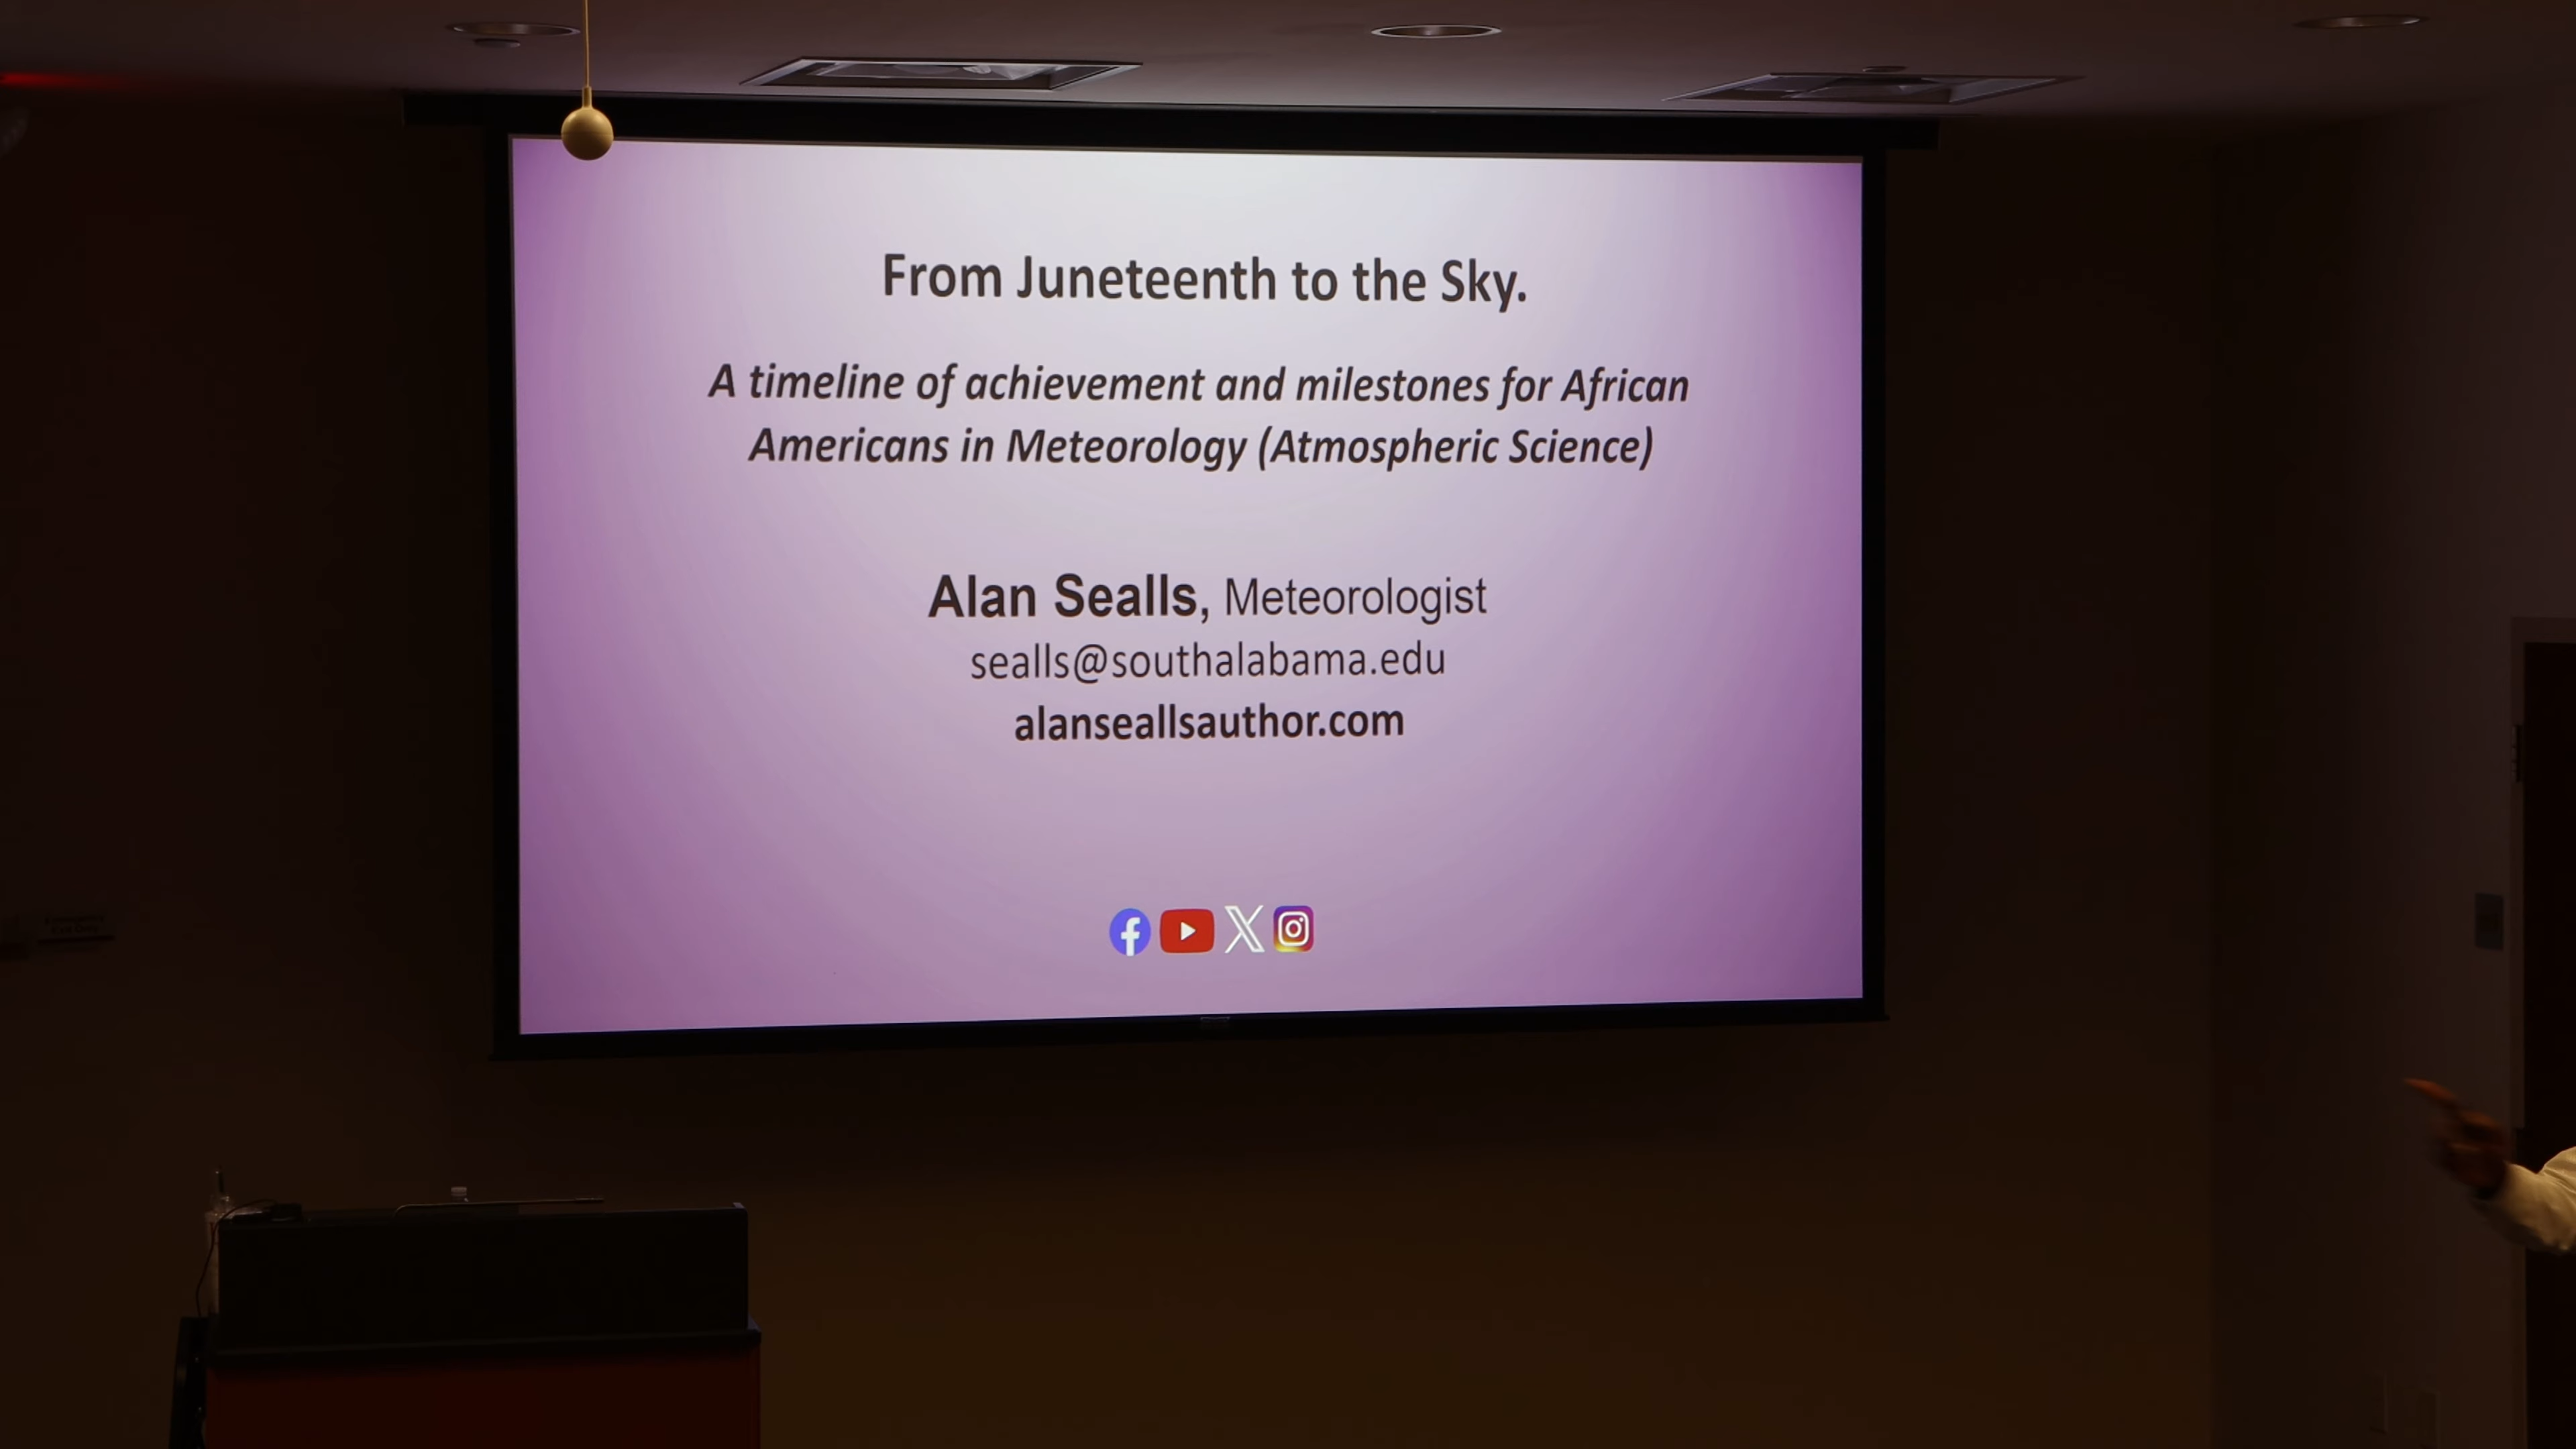 From Juneteenth to the Sky.
A timeline of achievement and milestones for African
Americans in Meteorology (Atmospheric Science)
Alan Sealls, Meteorologist
sealls@southalabama.edu
alanseallsauthor.com